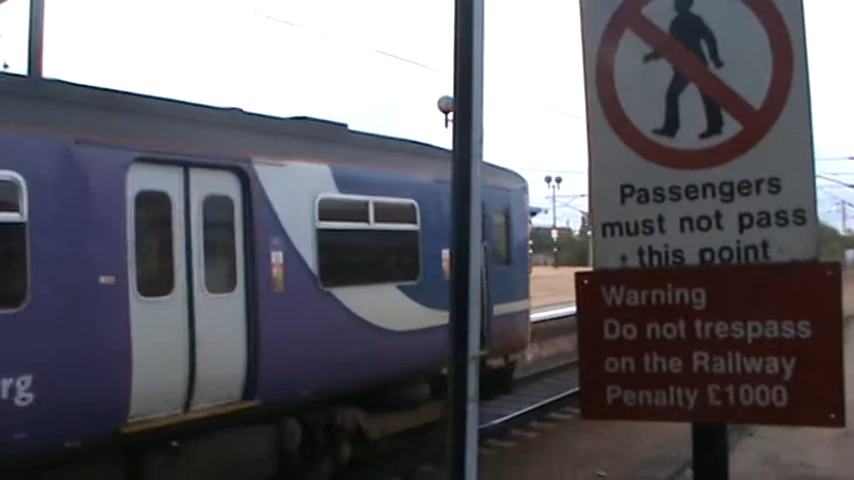 rg
Passengers
must not pass
this point
Warning
Do not trespass
on the Railway
Penalty £1000